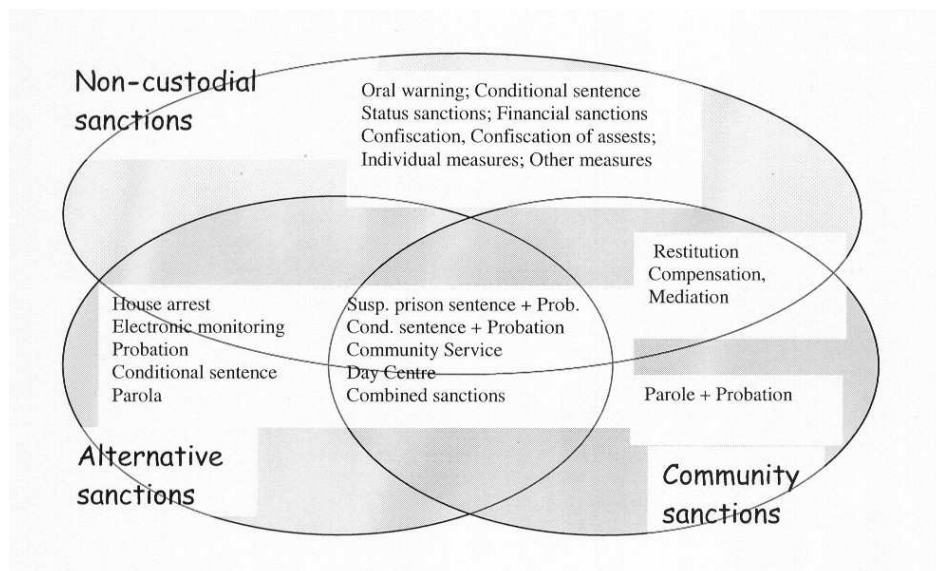 Non-custodial
sanctions
Oral warning; Conditional sentence
Status sanctions; Financial sanctions
Confiscation, Confiscation of assests;
Individual measures; Other measures
Restitution
Compensation,
Mediation
House arrest
Electronic monitoring
Probation
Conditional sentence
Parola
Susp. prison sentence + Prob.
Cond. sentence + Probation
Community Service
Day Centre
Combined sanctions
Parole + Probation
Alternative
sanctions
Community
sanctions